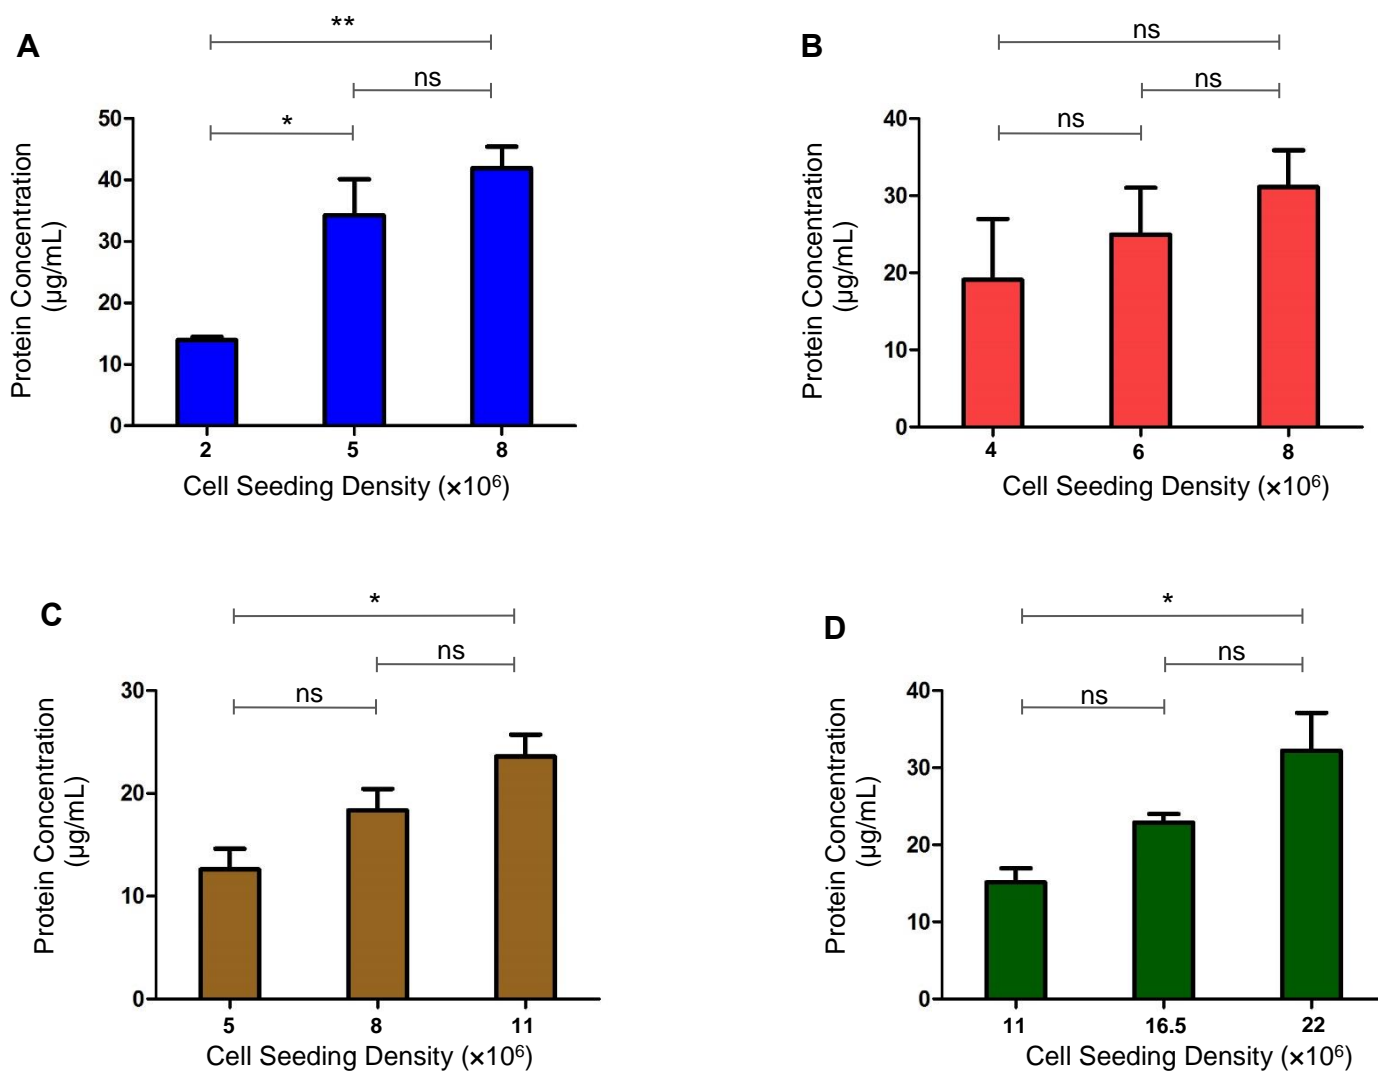 A
**
ns
*
50
40
30
20
10
0
Protein Concentration
(µg/mL)
2 5 8
Cell Seeding Density (×10⁶)
B
ns
ns
ns
40
30
20
10
0
Protein Concentration
(µg/mL)
4 6 8
Cell Seeding Density (×10⁶)
C
*
ns
ns
30
20
10
0
Protein Concentration
(µg/mL)
5 8 11
Cell Seeding Density (×10⁶)
D
*
ns
ns
40
30
20
10
0
Protein Concentration
(µg/mL)
11 16.5 22
Cell Seeding Density (×10⁶)